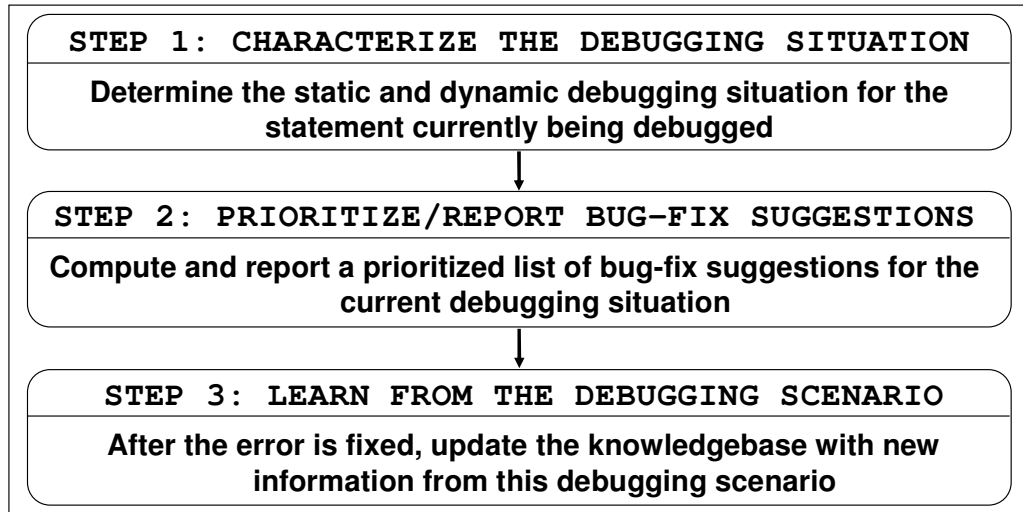 STEP 1: CHARACTERIZE THE DEBUGGING SITUATION
Determine the static and dynamic debugging situation for the
statement currently being debugged
STEP 2: PRIORITIZE/REPORT BUG-FIX SUGGESTIONS
Compute and report a prioritized list of bug-fix suggestions for the
current debugging situation
STEP 3: LEARN FROM THE DEBUGGING SCENARIO
After the error is fixed, update the knowledgebase with new
information from this debugging scenario